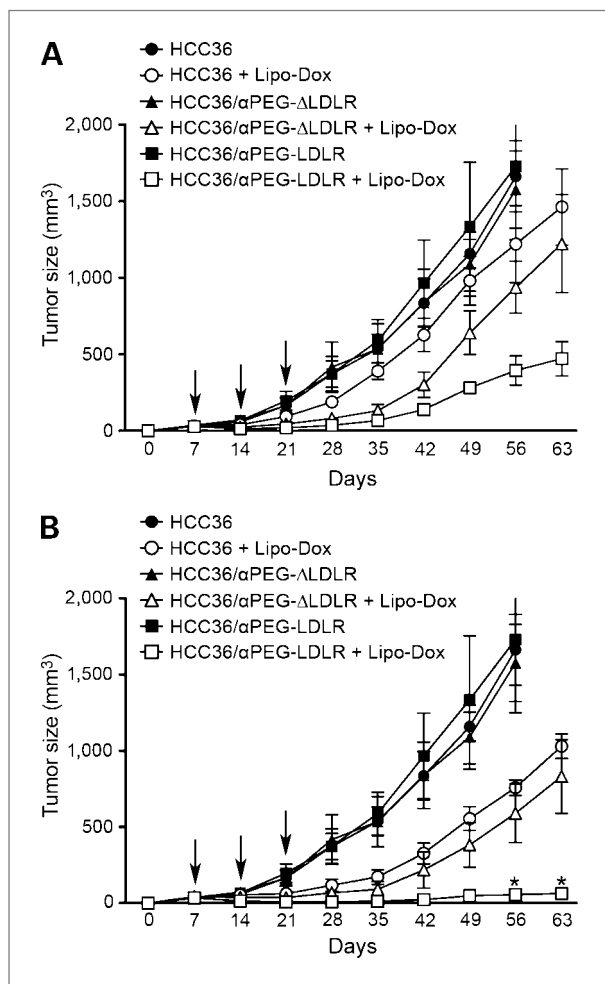 A
HCC36
HCC36 + Lipo-Dox
HCC36/αPEG-ΔLDLR
HCC36/αPEG-ΔLDLR + Lipo-Dox
HCC36/αPEG-LDLR
HCC36/αPEG-LDLR + Lipo-Dox
2,000
1,500
1,000
500
0
Tumor size (mm³)
0 7 14 21 28 35 42 49 56 63
Days
B
HCC36
HCC36 + Lipo-Dox
HCC36/αPEG-ΛLDLR
HCC36/αPEG-ΔLDLR + Lipo-Dox
HCC36/αPEG-LDLR
HCC36/αPEG-LDLR + Lipo-Dox
2,000
1,500
1,000
500
0
Tumor size (mm³)
* *
0 7 14 21 28 35 42 49 56 63
Days